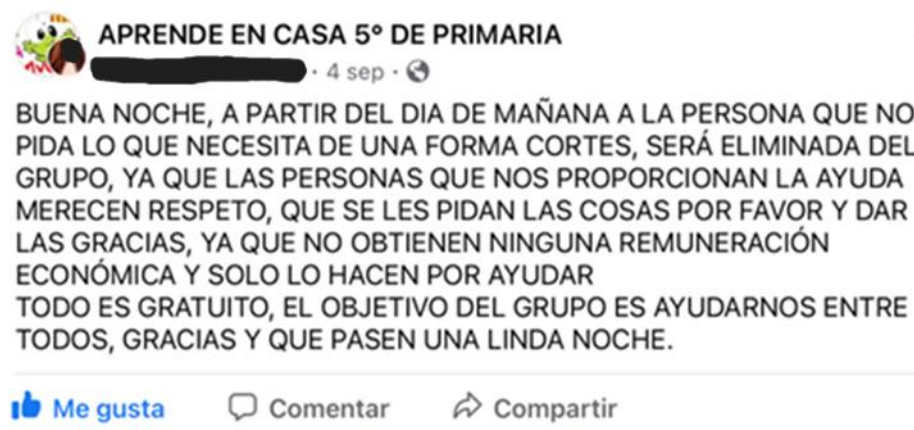 APRENDE EN CASA 5º DE PRIMARIA
· 4 sep ·
BUENA NOCHE, A PARTIR DEL DIA DE MAÑANA A LA PERSONA QUE NO
PIDA LO QUE NECESITA DE UNA FORMA CORTES, SERÁ ELIMINADA DEL
GRUPO, YA QUE LAS PERSONAS QUE NOS PROPORCIONAN LA AYUDA
MERECEN RESPETO, QUE SE LES PIDAN LAS COSAS POR FAVOR Y DAR
LAS GRACIAS, YA QUE NO OBTIENEN NINGUNA REMUNERACIÓN
ECONÓMICA Y SOLO LO HACEN POR AYUDAR
TODO ES GRATUITO, EL OBJETIVO DEL GRUPO ES AYUDARNOS ENTRE
TODOS, GRACIAS Y QUE PASEN UNA LINDA NOCHE.
Me gusta Comentar Compartir